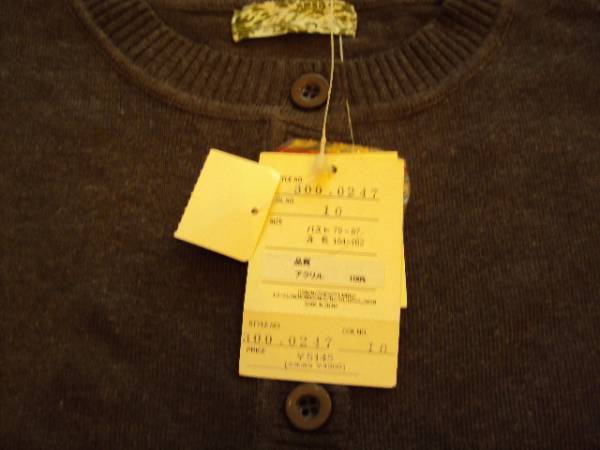 STYLE NO.
300.0247
COL NO.
10
SIZE
バスト 79~87
身長 154~162
品質
アクリル 100%
STYLE NO. COL NO.
300.0247 10
PRICE
¥5145